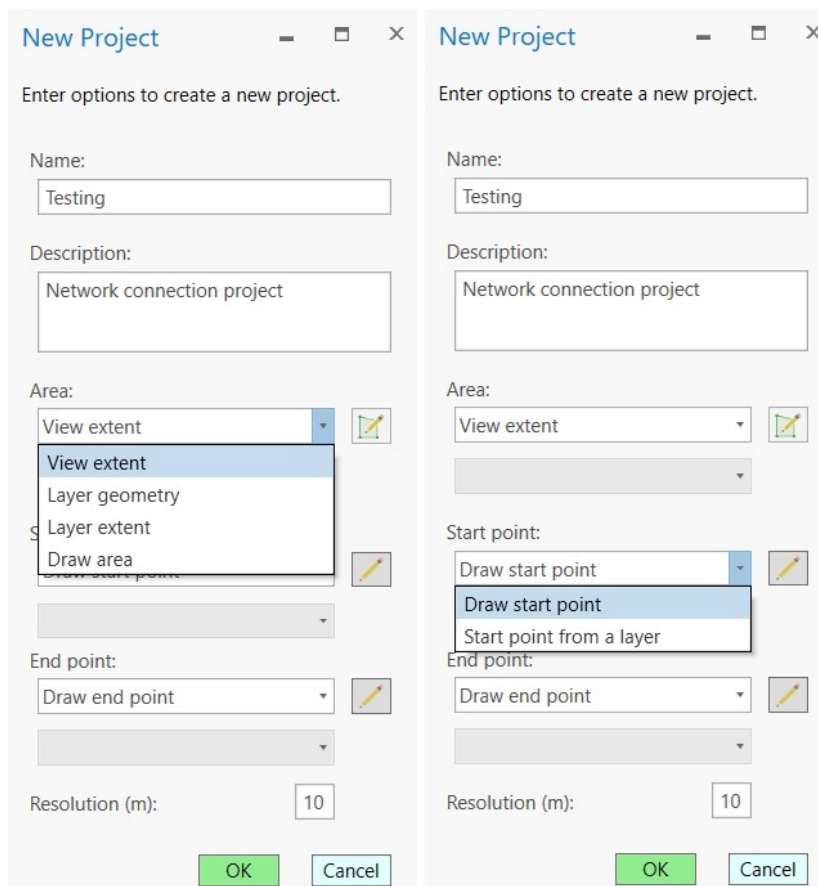 New Project
Enter options to create a new project.
Name:
Testing
Description:
Network connection project
Area:
View extent
View extent
Layer geometry
Layer extent
Draw area
End point:
Draw end point
Resolution (m):
10
OK
Cancel
New Project
Enter options to create a new project.
Name:
Testing
Description:
Network connection project
Area:
View extent
Start point:
Draw start point
Draw start point
Start point from a layer
End point:
Draw end point
Resolution (m):
10
OK
Cancel